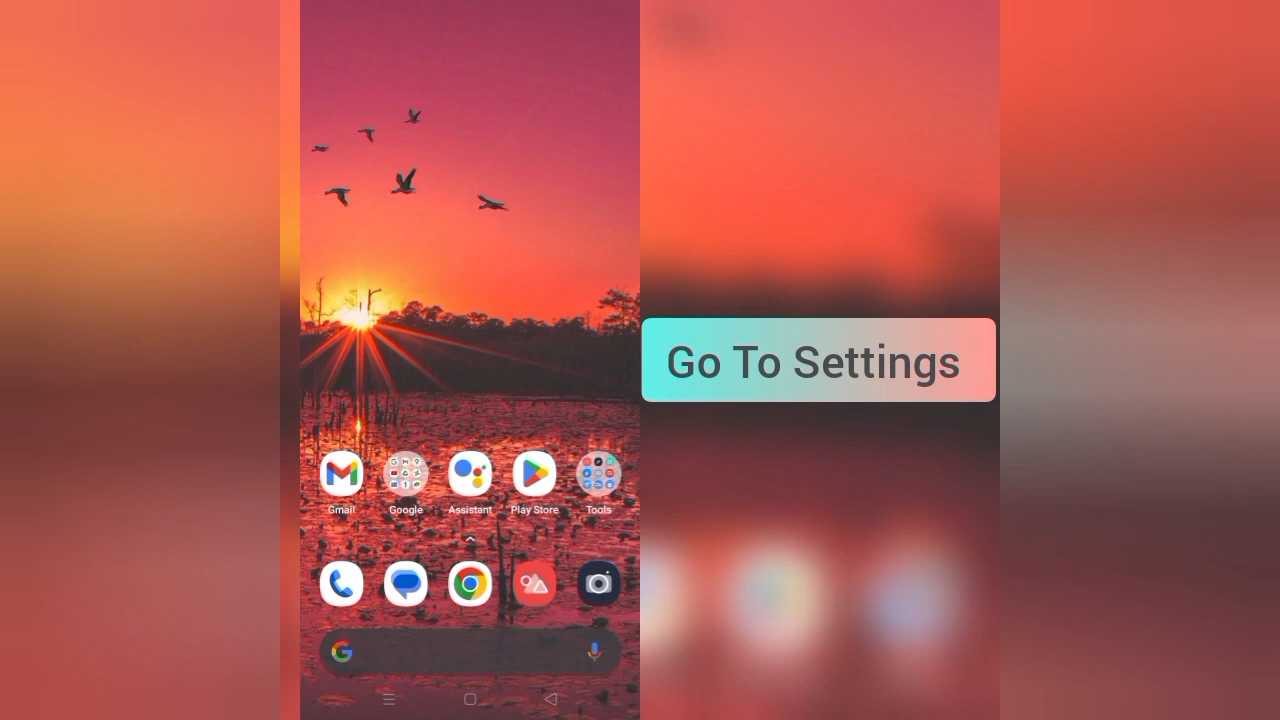 Go To Settings
Gmail
Google
Assistant
Play Store
Tools